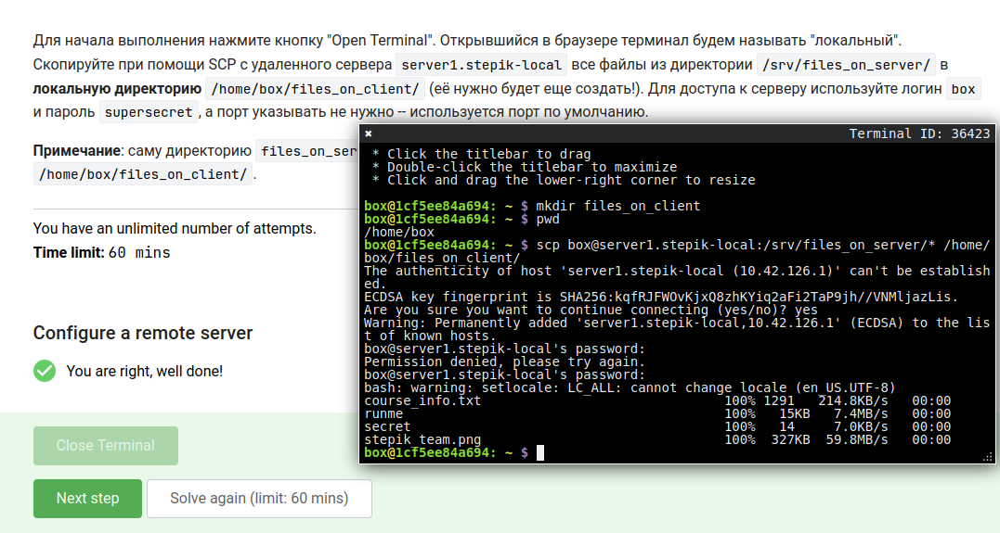 Для начала выполнения нажмите кнопку "Open Terminal". Открывшийся в браузере терминал будем называть "локальный".
Скопируйте при помощи SCP с удаленного сервера server1.stepik-local все файлы из директории /srv/files_on_server/ в
локальную директорию /home/box/files_on_client/ (её нужно будет еще создать!). Для доступа к серверу используйте логин box
и пароль supersecret, а порт указывать не нужно -- используется порт по умолчанию.
Примечание: саму директорию files_on_ser
/home/box/files_on_client/.
You have an unlimited number of attempts.
Time limit: 60 mins
Configure a remote server
You are right, well done!
Close Terminal
Next step
Solve again (limit: 60 mins)
✖ Terminal ID: 36423
* Click the titlebar to drag
* Double-click the titlebar to maximize
* Click and drag the lower-right corner to resize
box@1cf5ee84a694: ~ $ mkdir files_on_client
box@1cf5ee84a694: ~ $ pwd
/home/box
box@1cf5ee84a694: ~ $ scp box@server1.stepik-local:/srv/files_on_server/* /home/
box/files_on_client/
The authenticity of host 'server1.stepik-local (10.42.126.1)' can't be establish
ed.
ECDSA key fingerprint is SHA256:kqfRJFWOvKjxQ8zhKYiq2aFi2TaP9jh//VNMljazLis.
Are you sure you want to continue connecting (yes/no)? yes
Warning: Permanently added 'server1.stepik-local,10.42.126.1' (ECDSA) to the lis
t of known hosts.
box@server1.stepik-local's password:
Permission denied, please try again.
box@server1.stepik-local's password:
bash: warning: setlocale: LC_ALL: cannot change locale (en_US.UTF-8)
course_info.txt 100% 1291 214.8KB/s 00:00
runme 100% 15KB 7.4MB/s 00:00
secret 100% 14 7.0KB/s 00:00
stepik_team.png 100% 327KB 59.8MB/s 00:00
box@1cf5ee84a694: ~ $